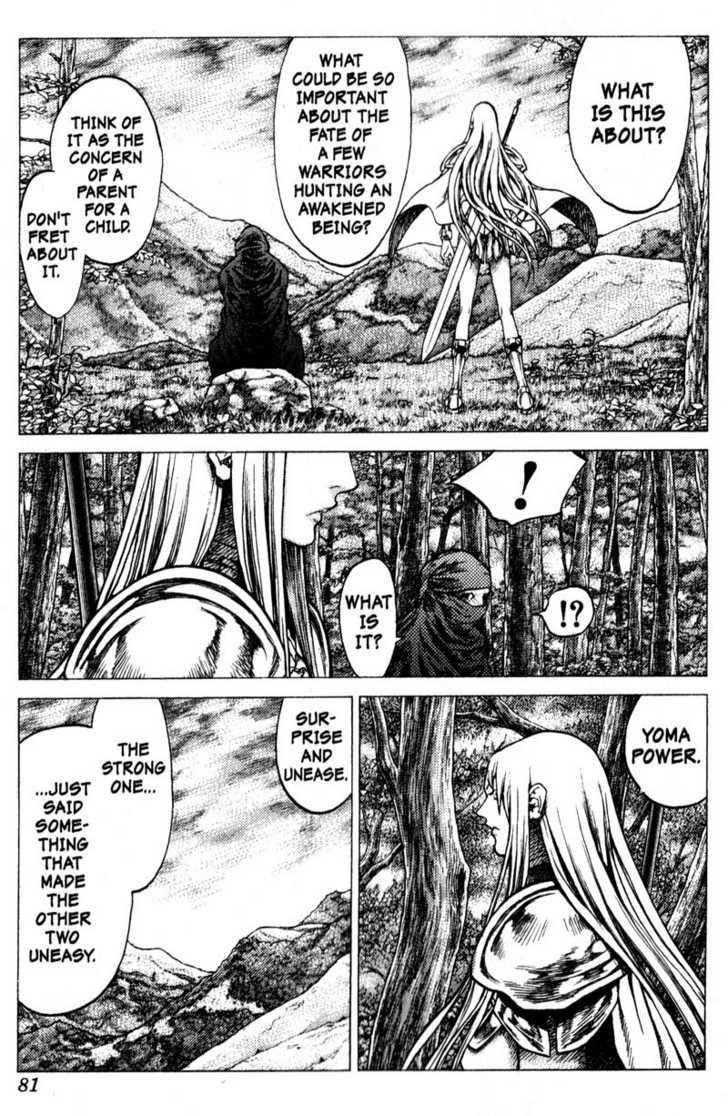 WHAT
IS THIS
ABOUT?
WHAT
COULD BE SO
IMPORTANT
ABOUT THE
FATE OF
A FEW
WARRIORS
HUNTING AN
AWAKENED
BEING?
THINK OF
IT AS THE
CONCERN
OF A
PARENT
FOR A
CHILD.
DON'T
FRET
ABOUT
IT.
!
!?
WHAT
IS
IT?
YOMA
POWER.
SUR-
PRISE
AND
UNEASE.
THE
STRONG
ONE...
...JUST
SAID
SOME-
THING
THAT
MADE
THE
OTHER
TWO
UNEASY.
81